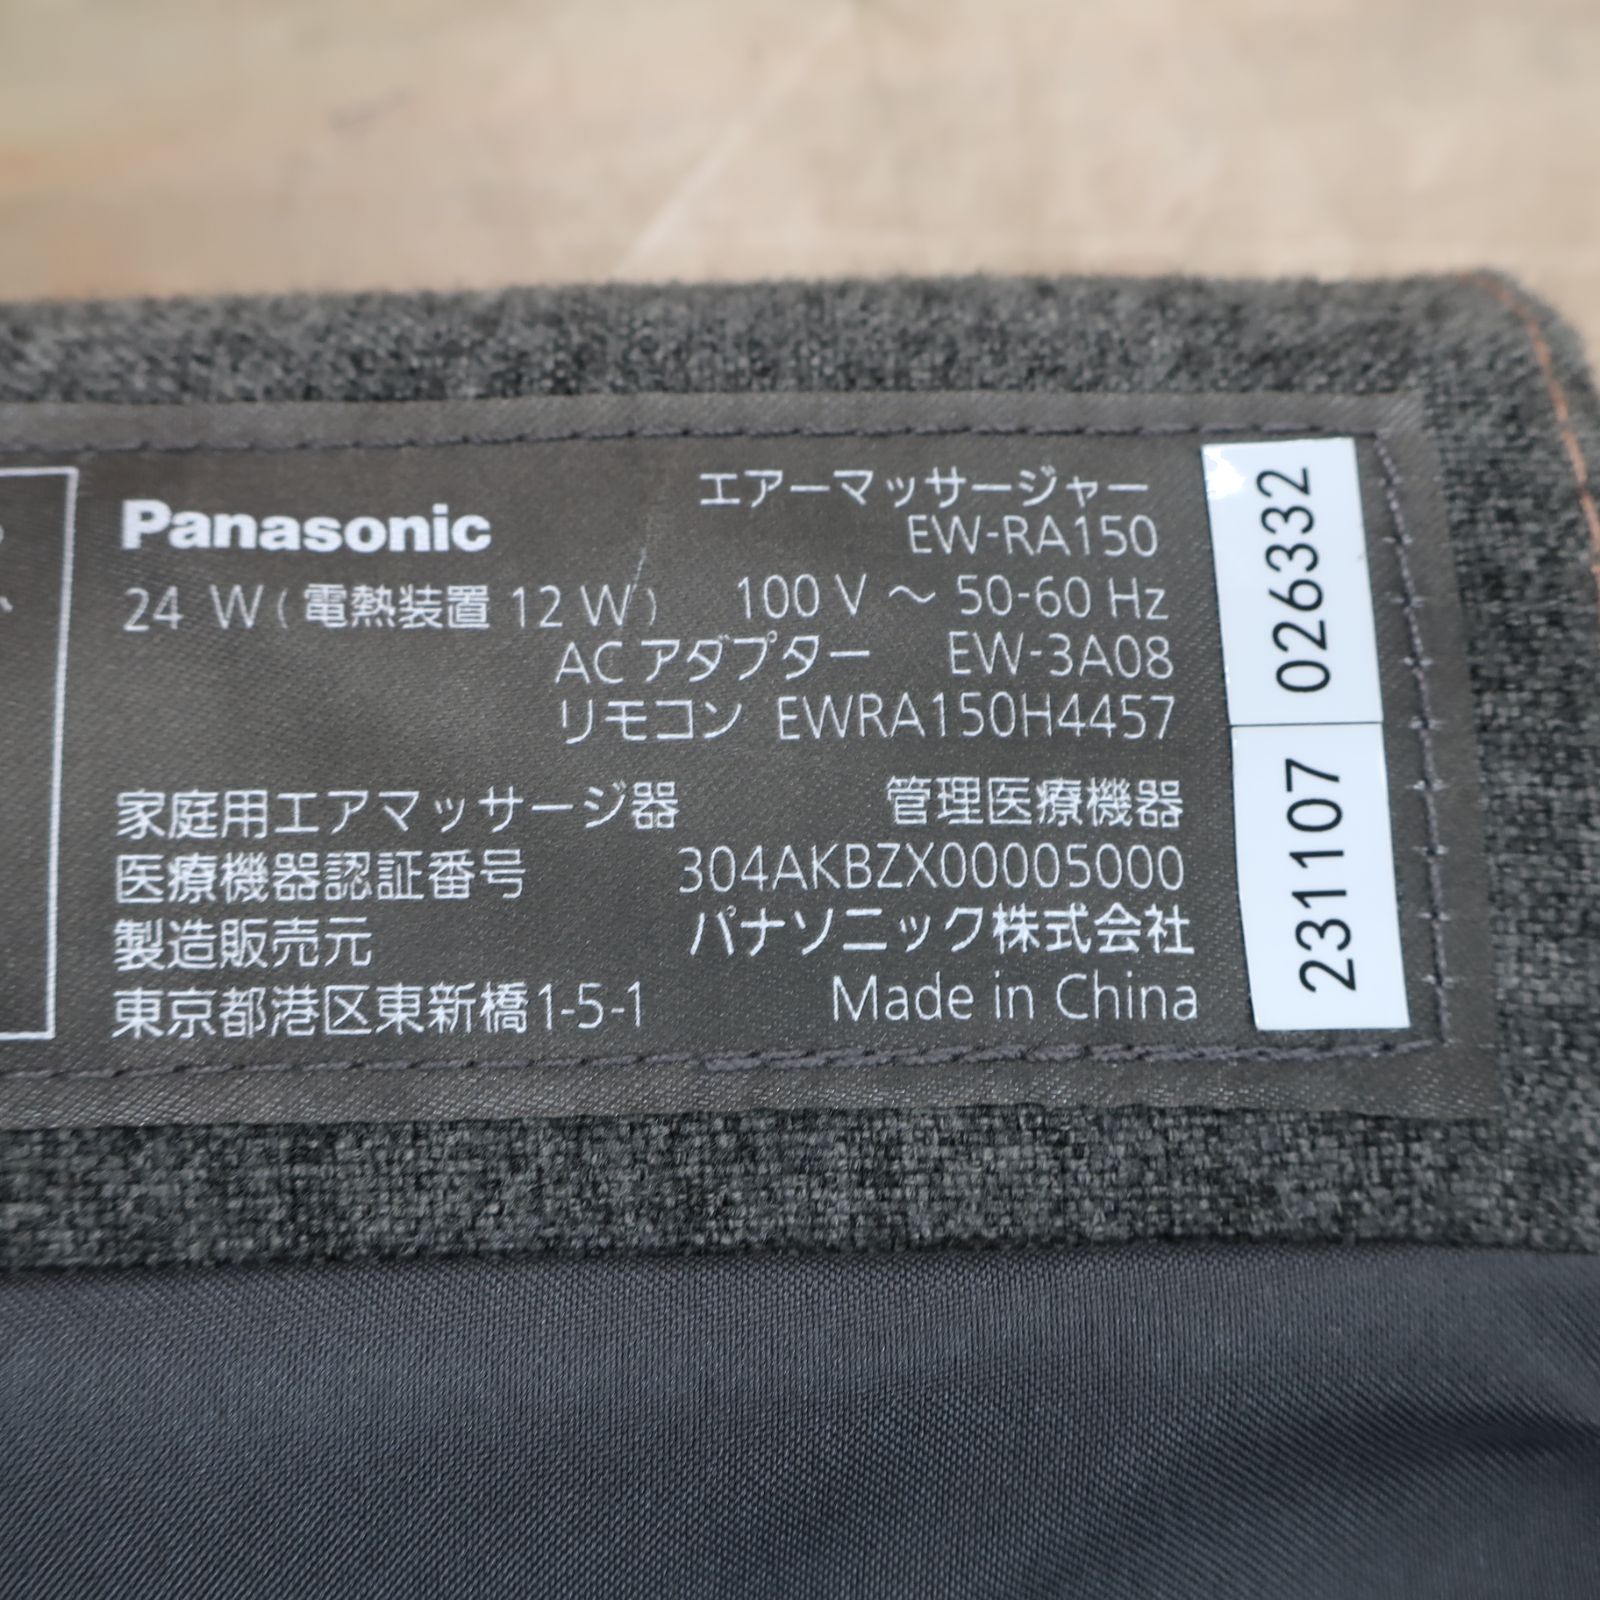 Panasonic
エアーマッサージャー
EW-RA150
24 W(電熱装置 12 W) 100 V ～ 50-60 Hz
ACアダプター EW-3A08
リモコン EWRA150H4457
家庭用エアマッサージ器 管理医療機器
医療機器認証番号 304AKBZX00005000
製造販売元 パナソニック株式会社
東京都港区東新橋1-5-1 Made in China
231107 026332